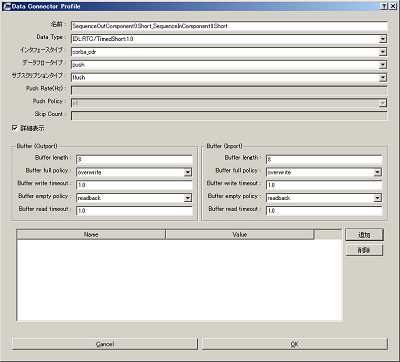 Data Connector Profile
名前 : SequenceOutComponent0.Short_SequenceInComponent0.Short
Data Type : IDL:RTC/TimedShort:1.0
インタフェースタイプ : corba_cdr
データフロータイプ : push
サブスクリプションタイプ : flush
Push Rate(Hz) :
Push Policy : all
Skip Count :
詳細表示
Buffer (Outport)
Buffer length : 8
Buffer full policy : overwrite
Buffer write timeout : 1.0
Buffer empty policy : readback
Buffer read timeout : 1.0
Buffer (Inport)
Buffer length : 8
Buffer full policy : overwrite
Buffer write timeout : 1.0
Buffer empty policy : readback
Buffer read timeout : 1.0
Name Value
追加
削除
Cancel OK